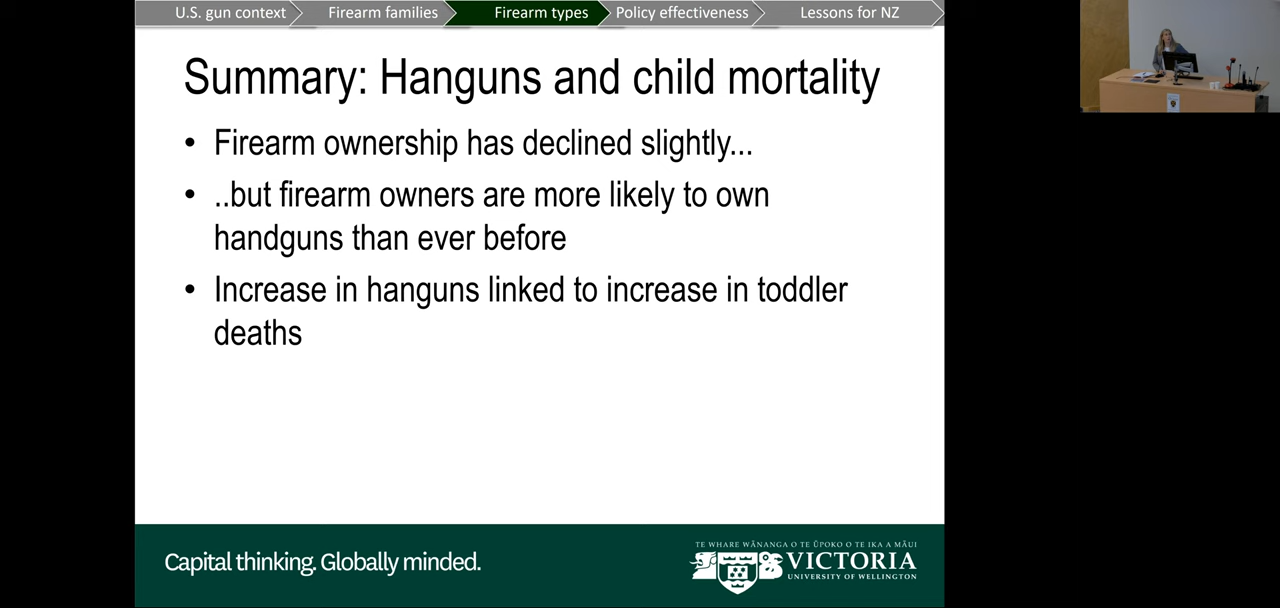 U.S. gun context
Firearm families
Firearm types
Policy effectiveness
Lessons for NZ
Summary: Hanguns and child mortality
• Firearm ownership has declined slightly...
• ..but firearm owners are more likely to own
handguns than ever before
• Increase in hanguns linked to increase in toddler
deaths
Capital thinking. Globally minded.
TE WHARE WĀNANGA O TE ŪPOKO O TE IKA A MĀUI
VICTORIA
UNIVERSITY OF WELLINGTON